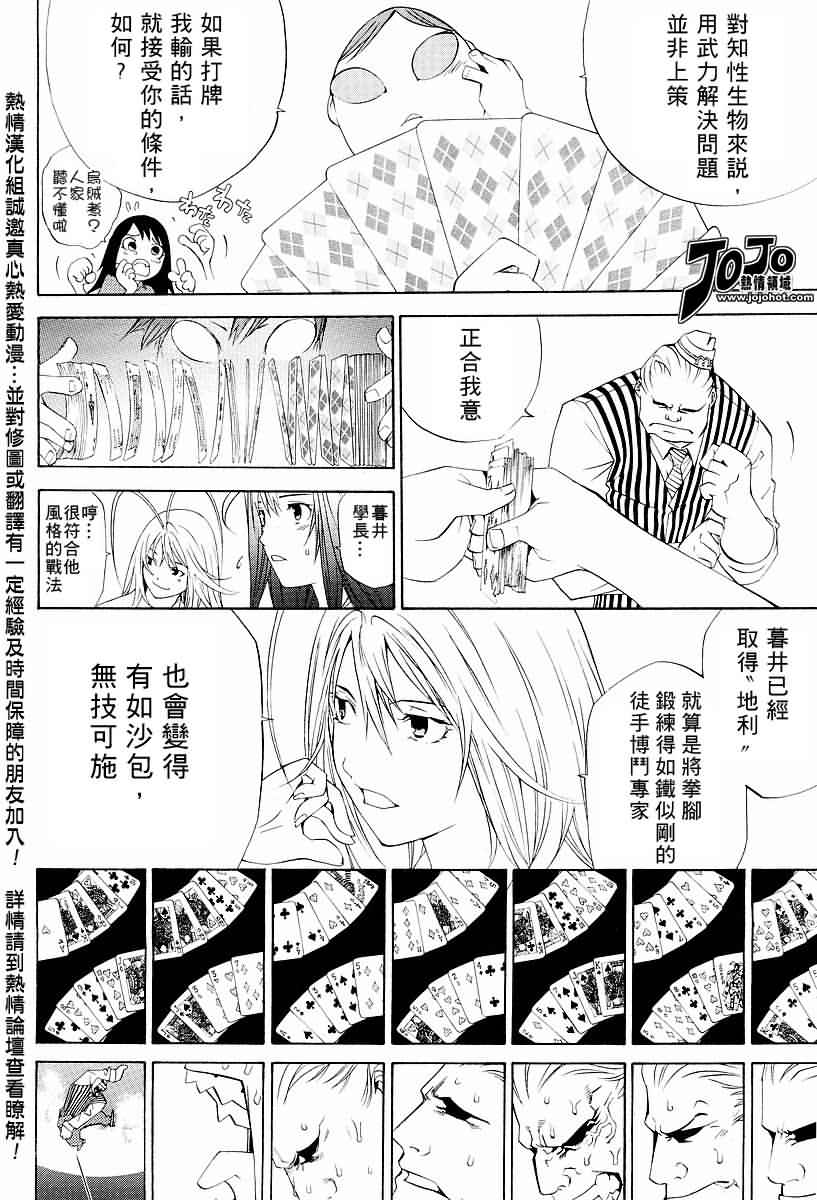 對知性生物來說，
用武力解決問題
並非上策
如果打牌
我輸的話，
就接受你的條件，
如何？
烏賊煮？
人家
聽不懂啦
わた
わた
JOJO
熱情領域
www.jojohot.com
正合我意
暮井
學長…
哼…
很符合他
風格的戰法
暮井已經
取得〝地利〞
就算是將拳腳
鍛練得如鐵似剛的
徒手博鬥專家
也會變得
有如沙包，
無技可施
熱情漢化組誠邀真心熱愛動漫…並對修圖或翻譯有一定經驗及時間保障的朋友加入！ 詳情請到熱情論壇查看瞭解！